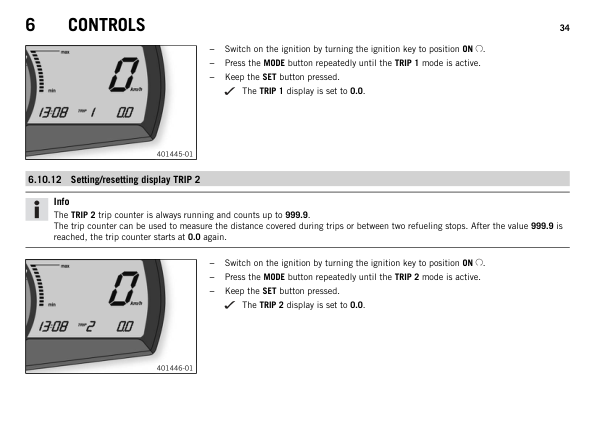 6 CONTROLS 34
max
min
0
km/h
13:08 TRIP 1 0.0
401445-01
– Switch on the ignition by turning the ignition key to position ON.
– Press the MODE button repeatedly until the TRIP 1 mode is active.
– Keep the SET button pressed.
✓ The TRIP 1 display is set to 0.0.
6.10.12 Setting/resetting display TRIP 2
i
Info
The TRIP 2 trip counter is always running and counts up to 999.9.
The trip counter can be used to measure the distance covered during trips or between two refueling stops. After the value 999.9 is
reached, the trip counter starts at 0.0 again.
max
min
0
km/h
13:08 TRIP 2 0.0
401446-01
– Switch on the ignition by turning the ignition key to position ON.
– Press the MODE button repeatedly until the TRIP 2 mode is active.
– Keep the SET button pressed.
✓ The TRIP 2 display is set to 0.0.